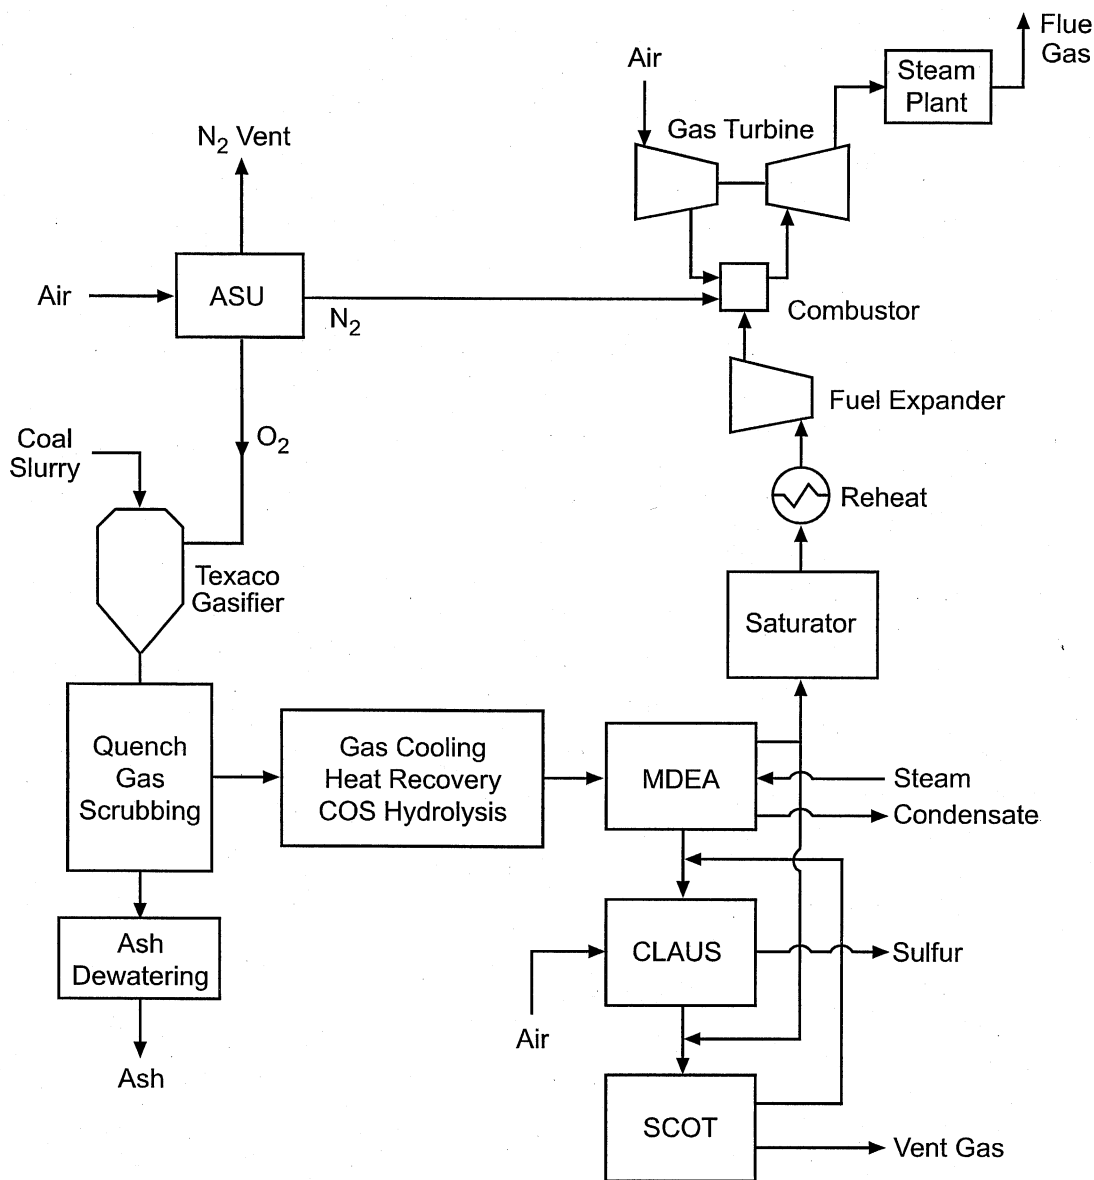 Flue
Gas
Steam
Plant
Air
Gas Turbine
N2 Vent
Air
ASU
N2
Combustor
Fuel Expander
O2
Coal
Slurry
Reheat
Texaco
Gasifier
Saturator
Quench
Gas
Scrubbing
Gas Cooling
Heat Recovery
COS Hydrolysis
MDEA
Steam
Condensate
Ash
Dewatering
CLAUS
Sulfur
Air
Ash
SCOT
Vent Gas